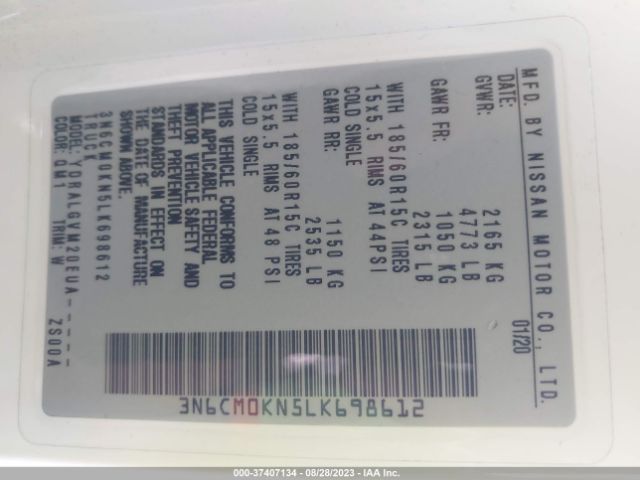 MFD. BY NISSAN MOTOR CO., LTD.
DATE: 01/20
GVWR: 2165 KG
4773 LB
GAWR FR: 1050 KG
2315 LB
WITH 185/60R15C TIRES
15x5.5 RIMS AT 44PSI
COLD SINGLE
GAWR RR: 1150 KG
2535 LB
WITH 185/60R15C TIRES
15x5.5 RIMS AT 48 PSI
COLD SINGLE
THIS VEHICLE CONFORMS TO
ALL APPLICABLE FEDERAL
MOTOR VEHICLE SAFETY AND
THEFT PREVENTION
STANDARDS IN EFFECT ON
THE DATE OF MANUFACTURE
SHOWN ABOVE.
3N6CM0KN5LK698612
TRUCK
MODEL: YDRALGVM20EUA-----
COLOR: QM1 TRIM: W ZS00A
3N6CM0KN5LK698612
000-37407134 - 08/28/2023 - IAA Inc.